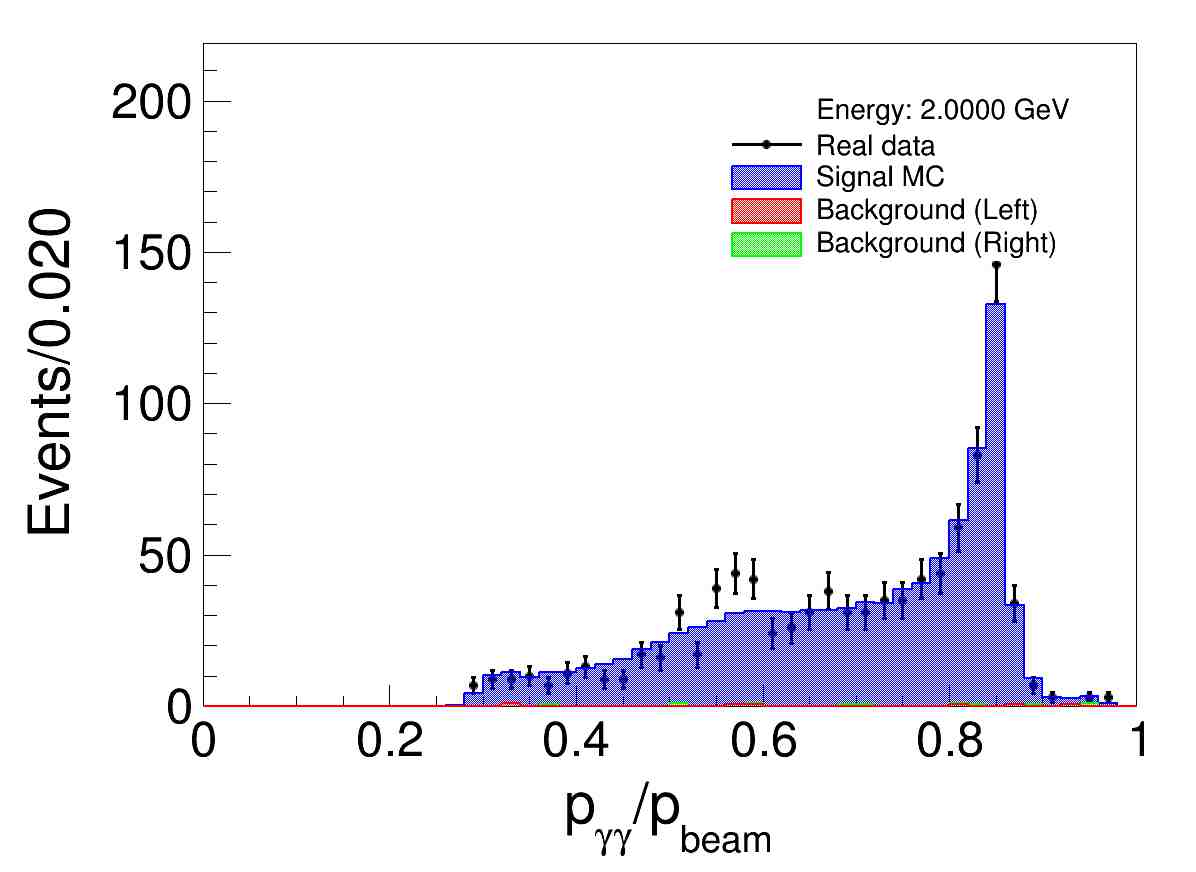 Events/0.020
200
150
100
50
0
Energy: 2.0000 GeV
Real data
Signal MC
Background (Left)
Background (Right)
0 0.2 0.4 0.6 0.8 1
pγγ/pbeam